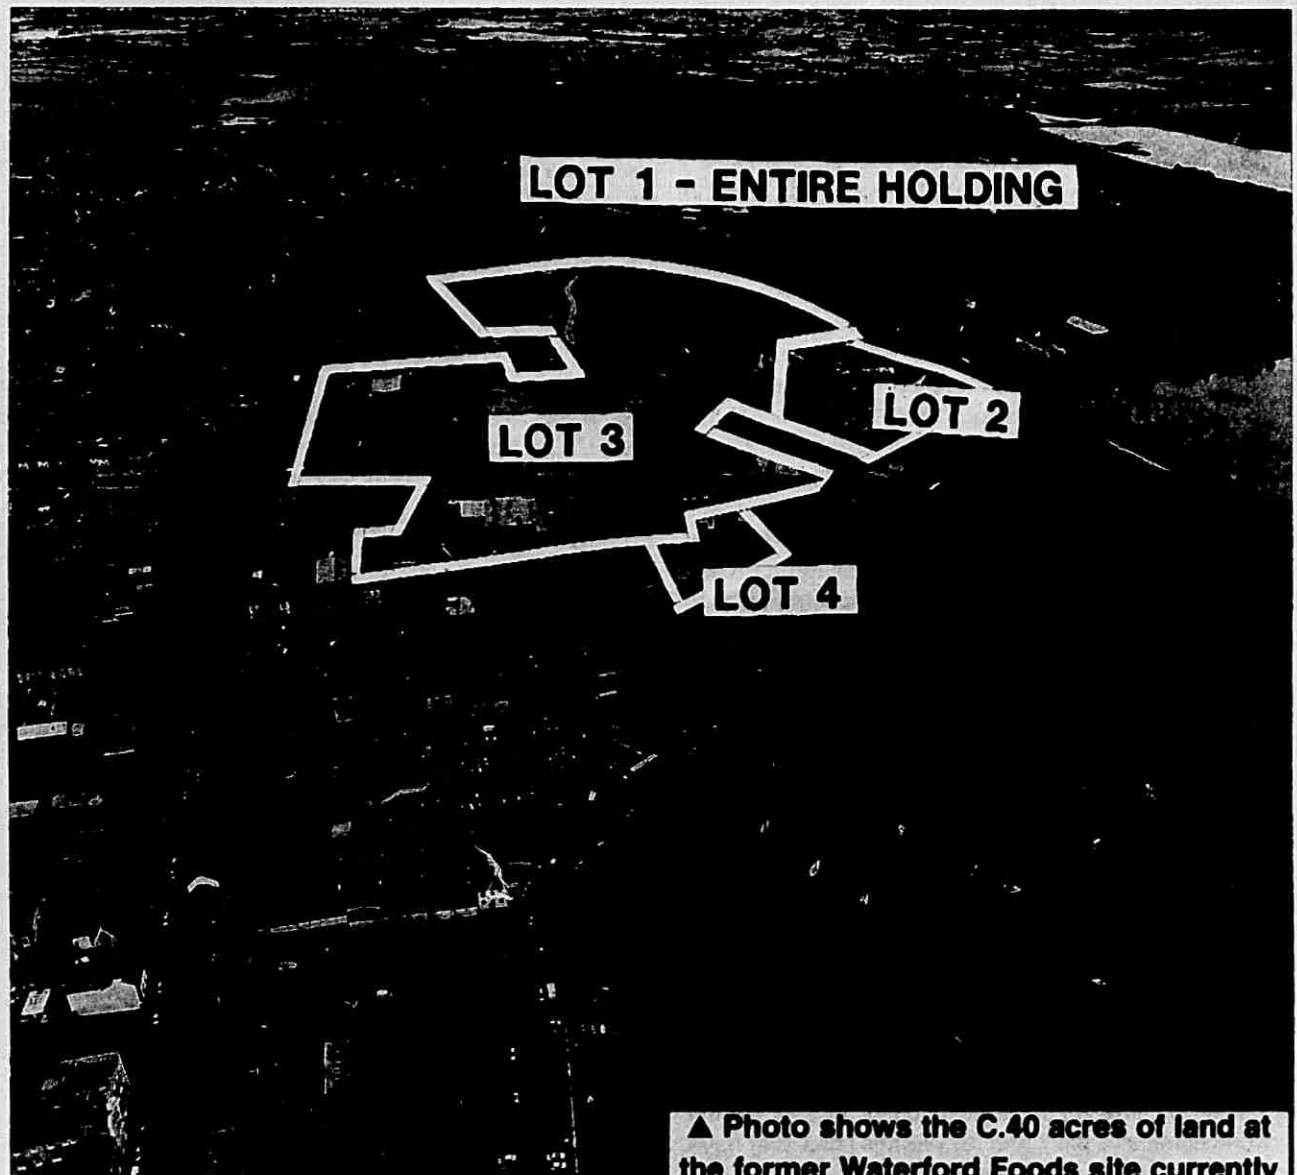 LOT 1 - ENTIRE HOLDING
LOT 2
LOT 3
LOT 4
▲ Photo shows the C.40 acres of land at
the former Waterford Foods site currently